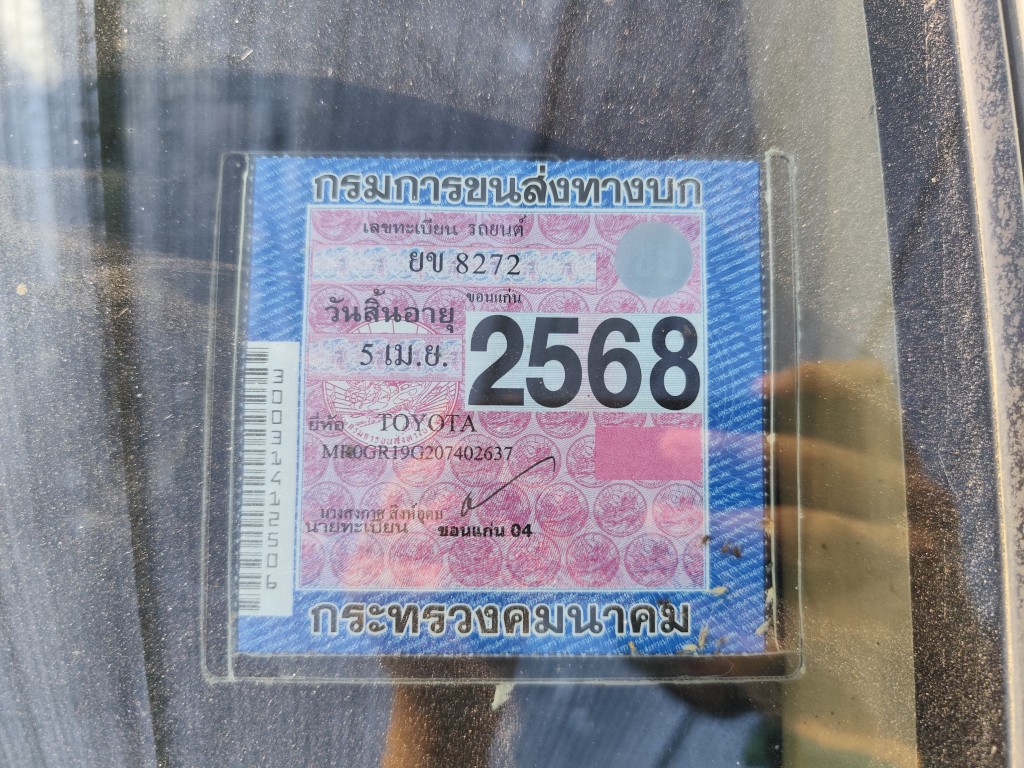 กรมการขนส่งทางบก
เลขทะเบียน รถยนต์
ยข 8272
ขอนแก่น
วันสิ้นอายุ
5 เม.ย.
2568
ยี่ห้อ TOYOTA
MR0GR19G207402637
นายทะเบียน
ขอนแก่น 04
กระทรวงคมนาคม
30031412506